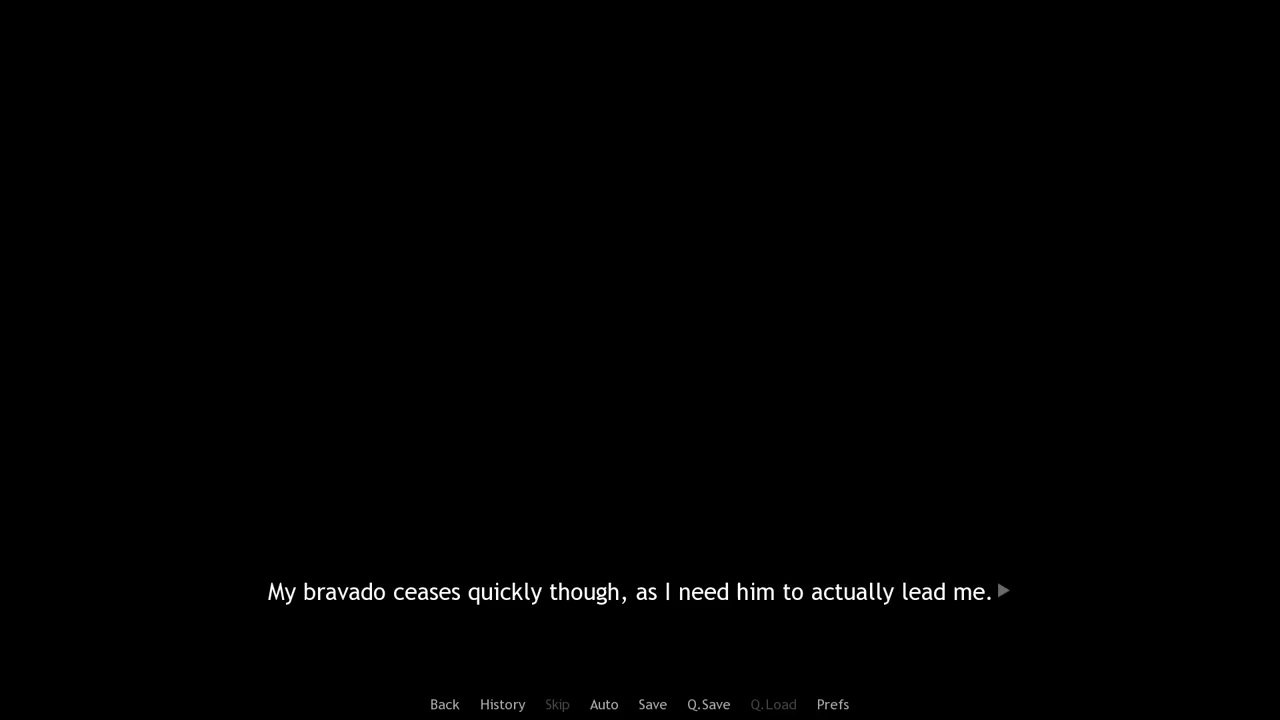 My bravado ceases quickly though, as I need him to actually lead me.
Back History Skip Auto Save Q.Save Q.Load Prefs